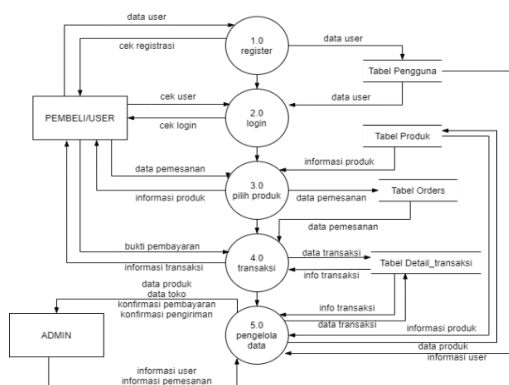 data user
cek registrasi
1.0
register
data user
Tabel Pengguna
data user
PEMBELI/USER
cek user
cek login
2.0
login
Tabel Produk
informasi produk
data pemesanan
informasi produk
3.0
pilih produk
data pemesanan
Tabel Orders
data pemesanan
bukti pembayaran
informasi transaksi
4.0
transaksi
data transaksi
info transaksi
Tabel Detail_transaksi
data produk
data toko
konfirmasi pembayaran
konfirmasi pengiriman
ADMIN
5.0
pengelola
data
info transaksi
data transaksi
informasi produk
data produk
informasi user
informasi user
informasi pemesanan